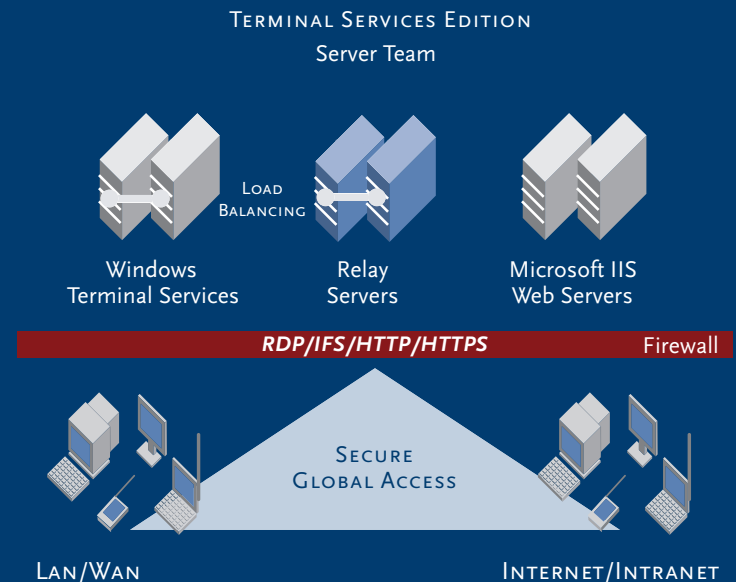 Terminal Services Edition
Server Team
Load
Balancing
Windows
Terminal Services
Relay
Servers
Microsoft IIS
Web Servers
RDP/IFS/HTTP/HTTPS
Firewall
Secure
Global Access
Lan/Wan
Internet/Intranet